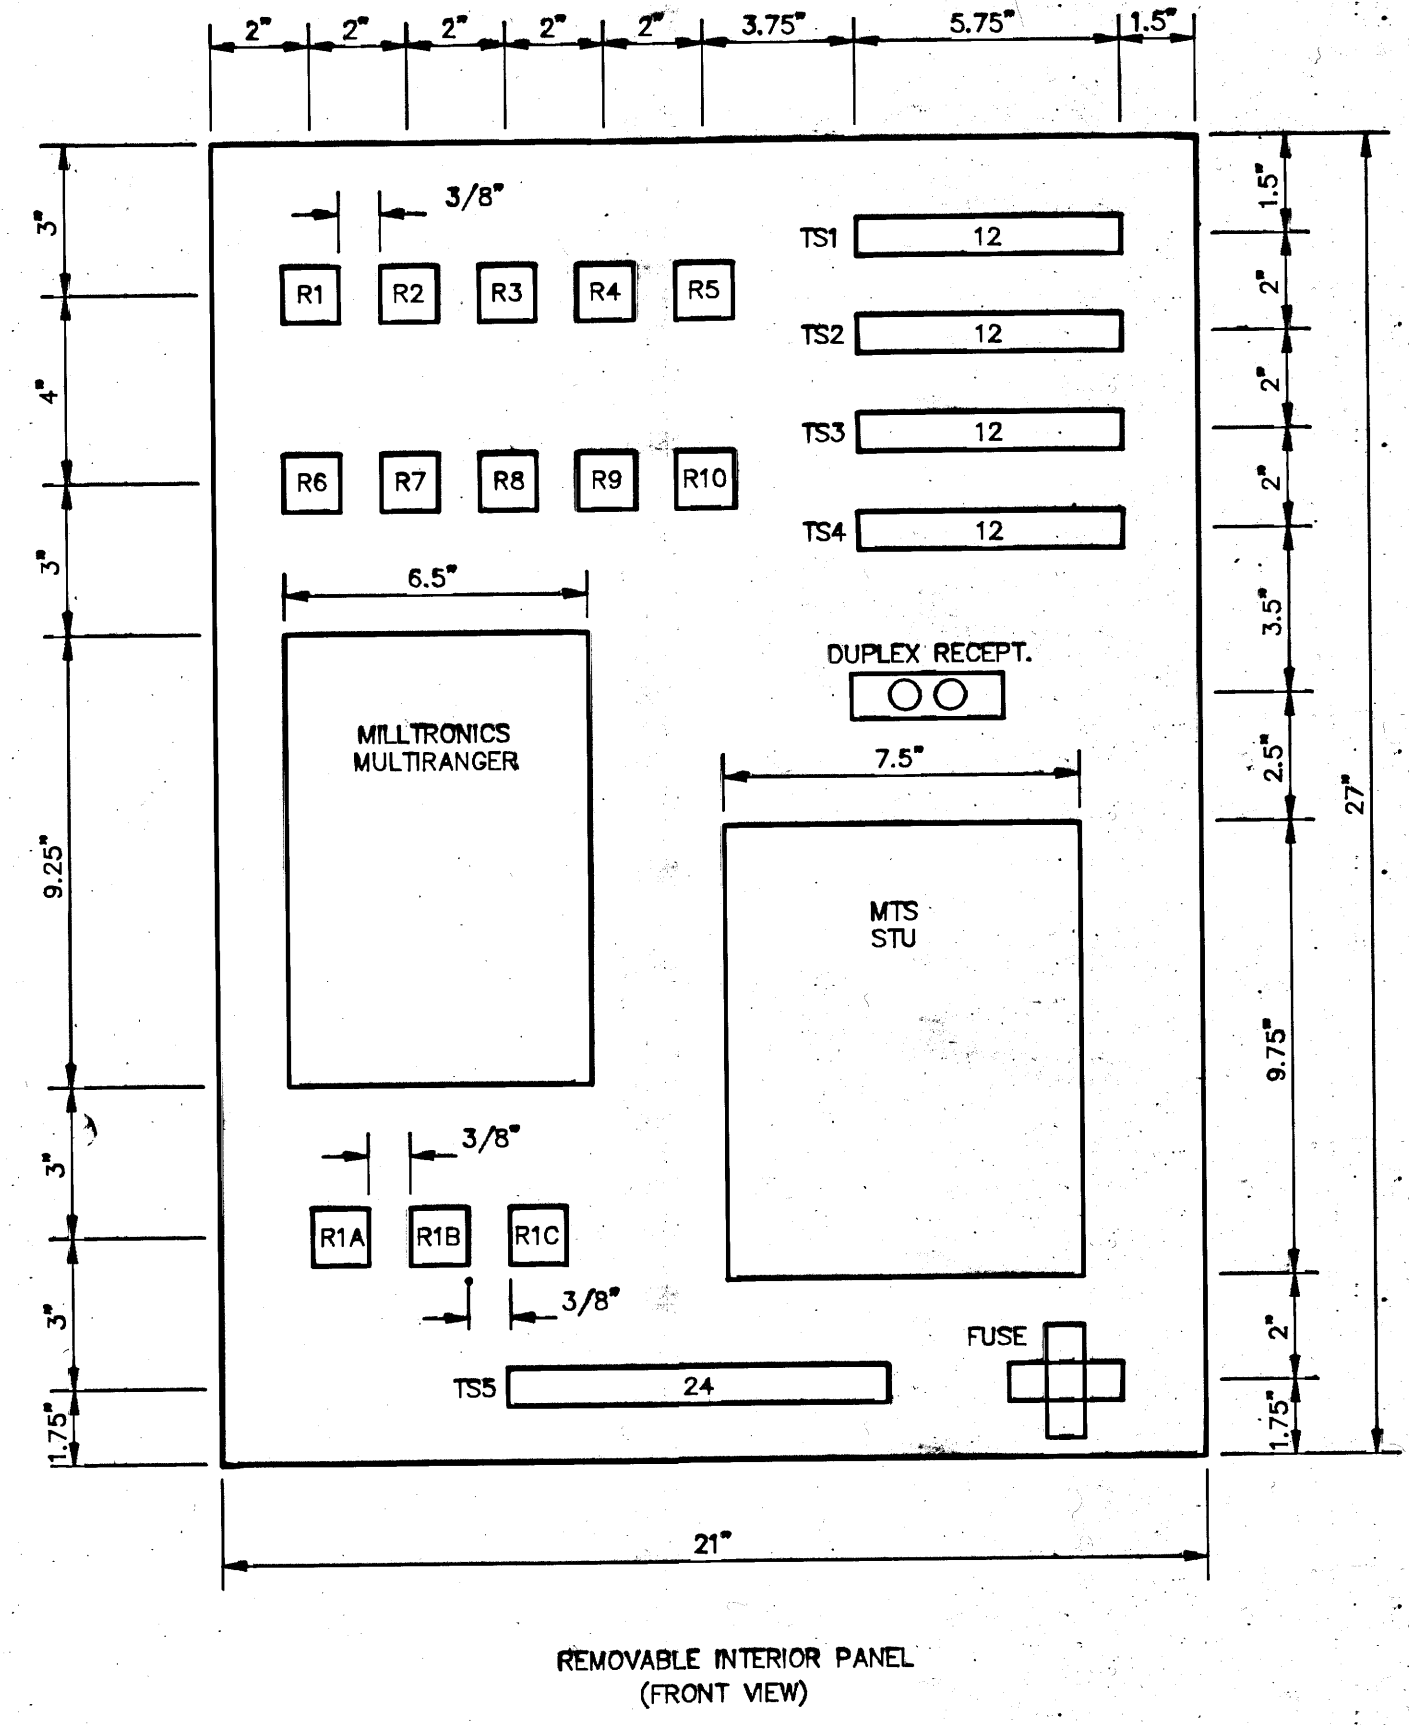 2" 2" 2" 2" 2" 3.75" 5.75" 1.5"
3/8"
3"
1.5"
TS1 12
R1 R2 R3 R4 R5
2"
TS2 12
4"
2"
TS3 12
R6 R7 R8 R9 R10
2"
TS4 12
3"
6.5"
3.5"
DUPLEX RECEPT.
MILLTRONICS
MULTIRANGER
7.5"
2.5"
27"
9.25"
MTS
STU
9.75"
3/8"
3"
R1A R1B R1C
3/8"
3"
FUSE
2"
TS5 24
1.75"
1.75"
21"
REMOVABLE INTERIOR PANEL
(FRONT VIEW)